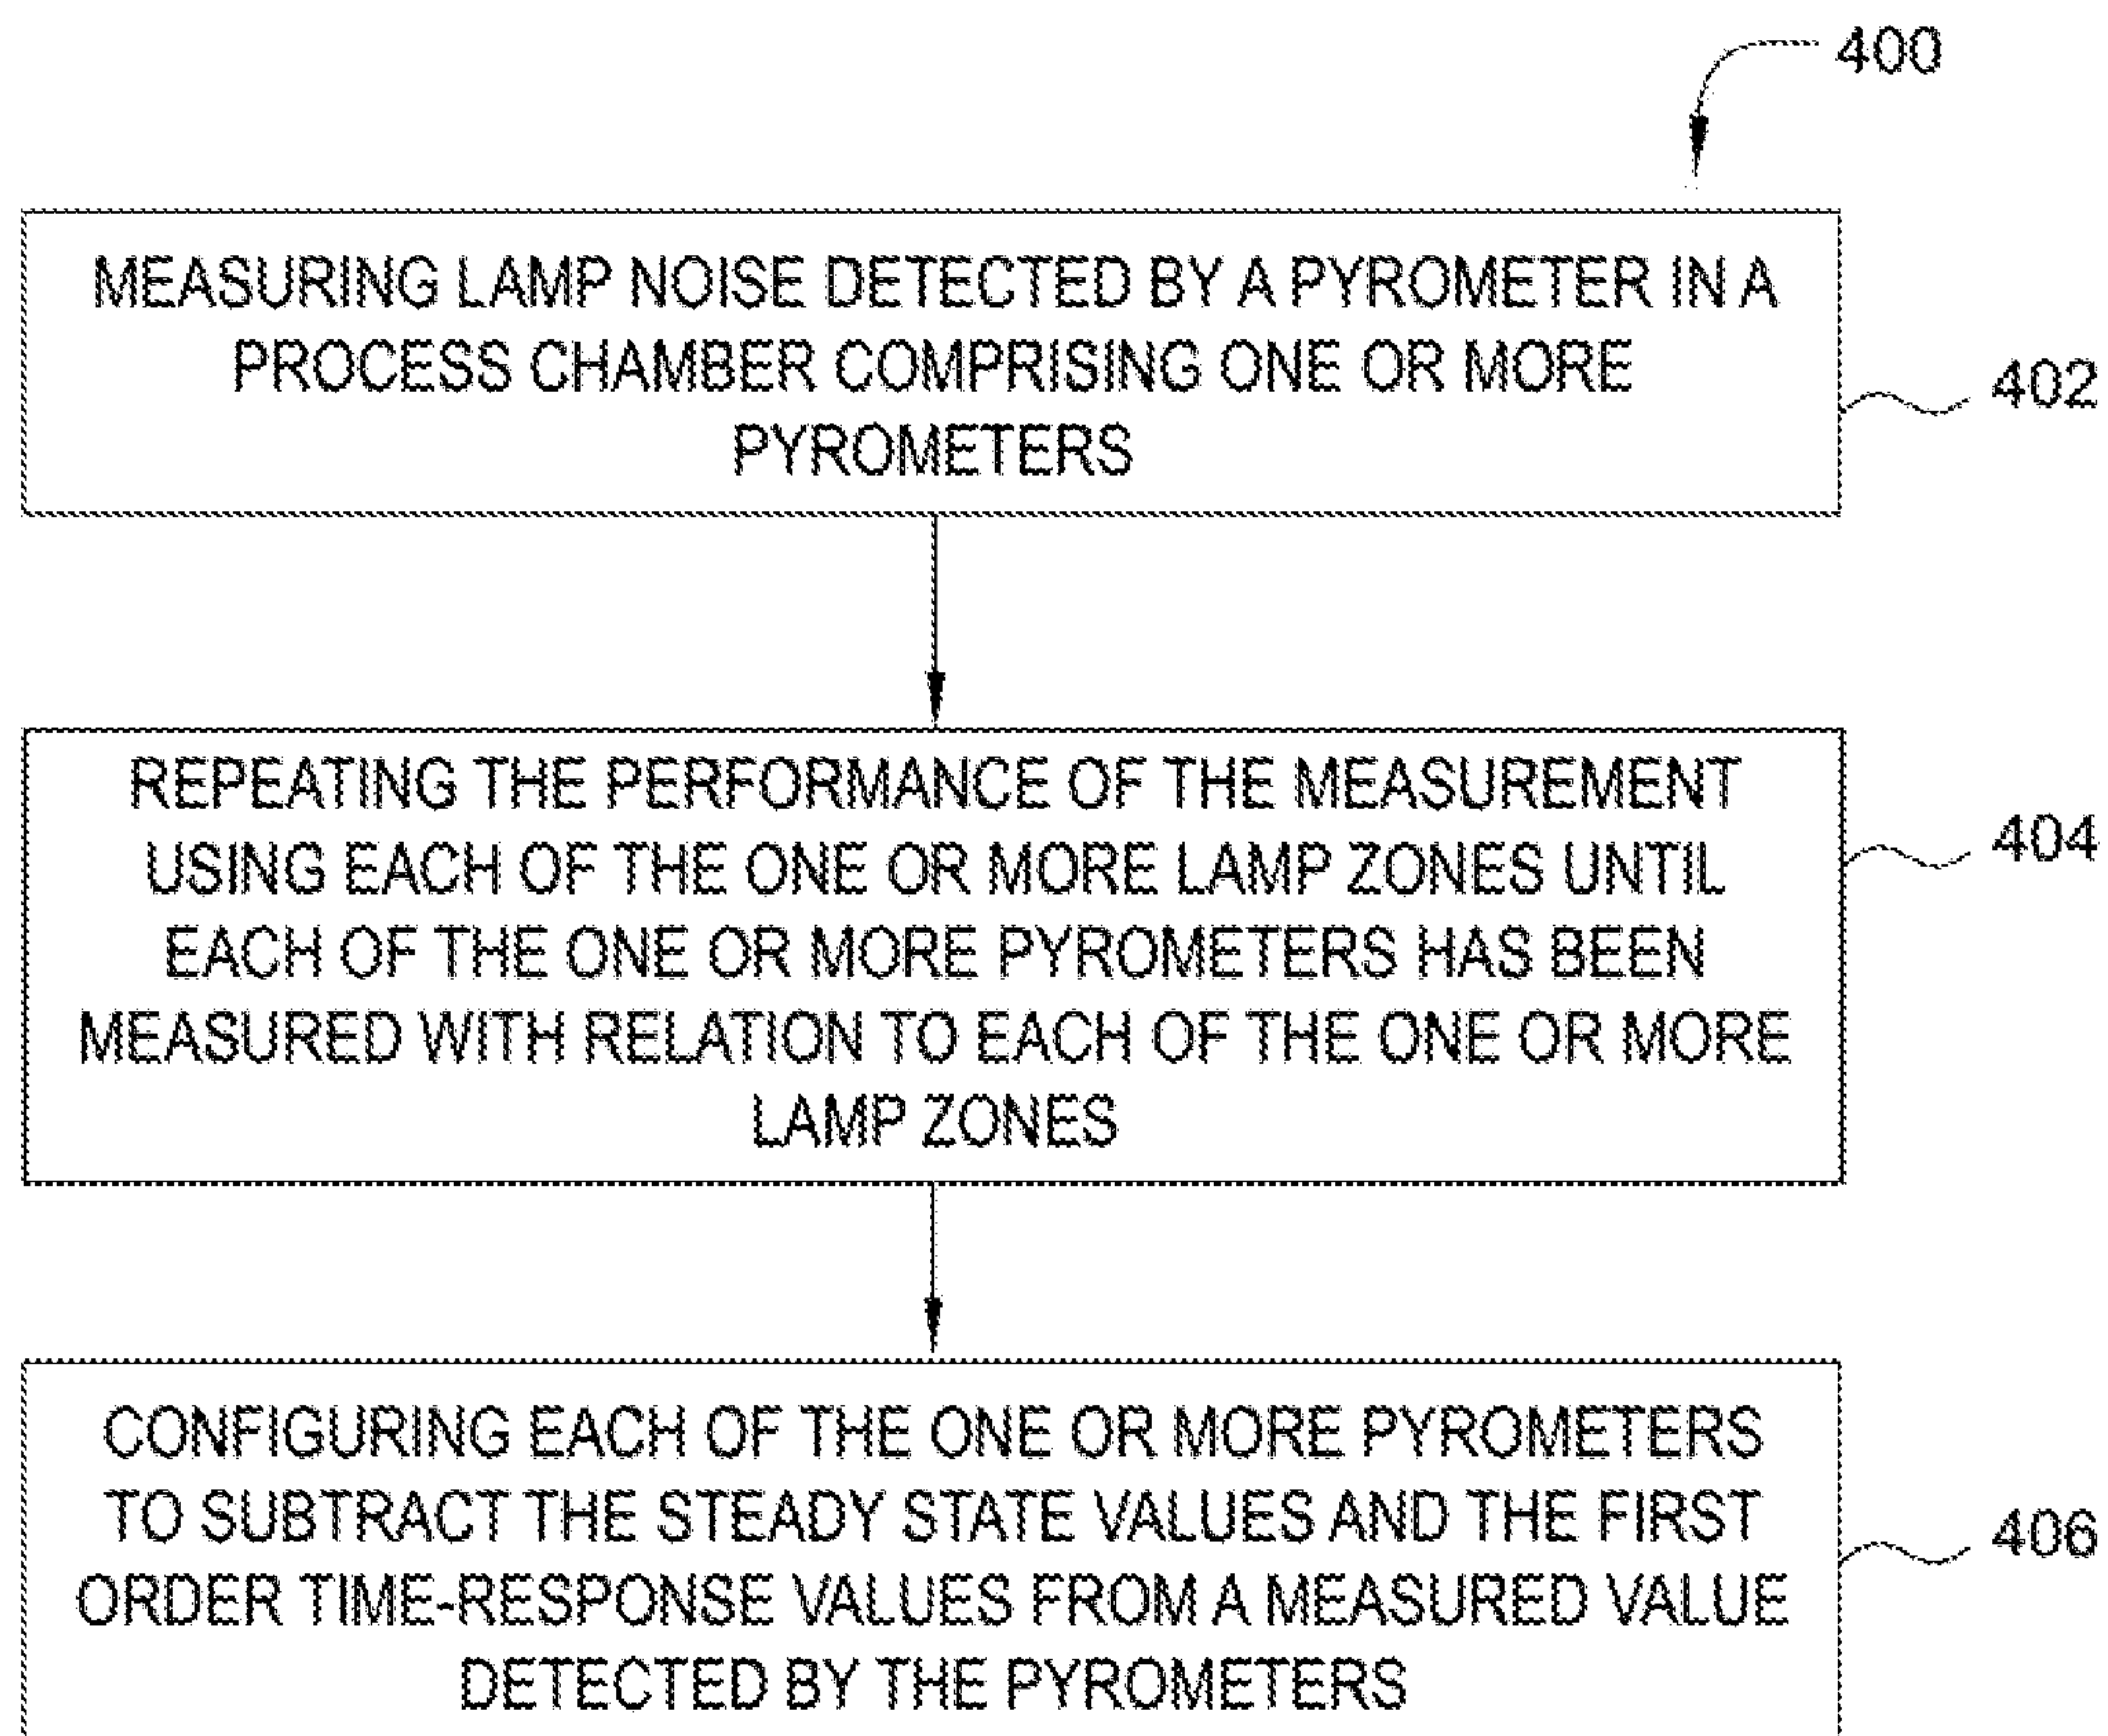 400
MEASURING LAMP NOISE DETECTED BY A PYROMETER IN A
PROCESS CHAMBER COMPRISING ONE OR MORE
PYROMETERS
402
REPEATING THE PERFORMANCE OF THE MEASUREMENT
USING EACH OF THE ONE OR MORE LAMP ZONES UNTIL
EACH OF THE ONE OR MORE PYROMETERS HAS BEEN
MEASURED WITH RELATION TO EACH OF THE ONE OR MORE
LAMP ZONES
404
CONFIGURING EACH OF THE ONE OR MORE PYROMETERS
TO SUBTRACT THE STEADY STATE VALUES AND THE FIRST
ORDER TIME-RESPONSE VALUES FROM A MEASURED VALUE
DETECTED BY THE PYROMETERS
406